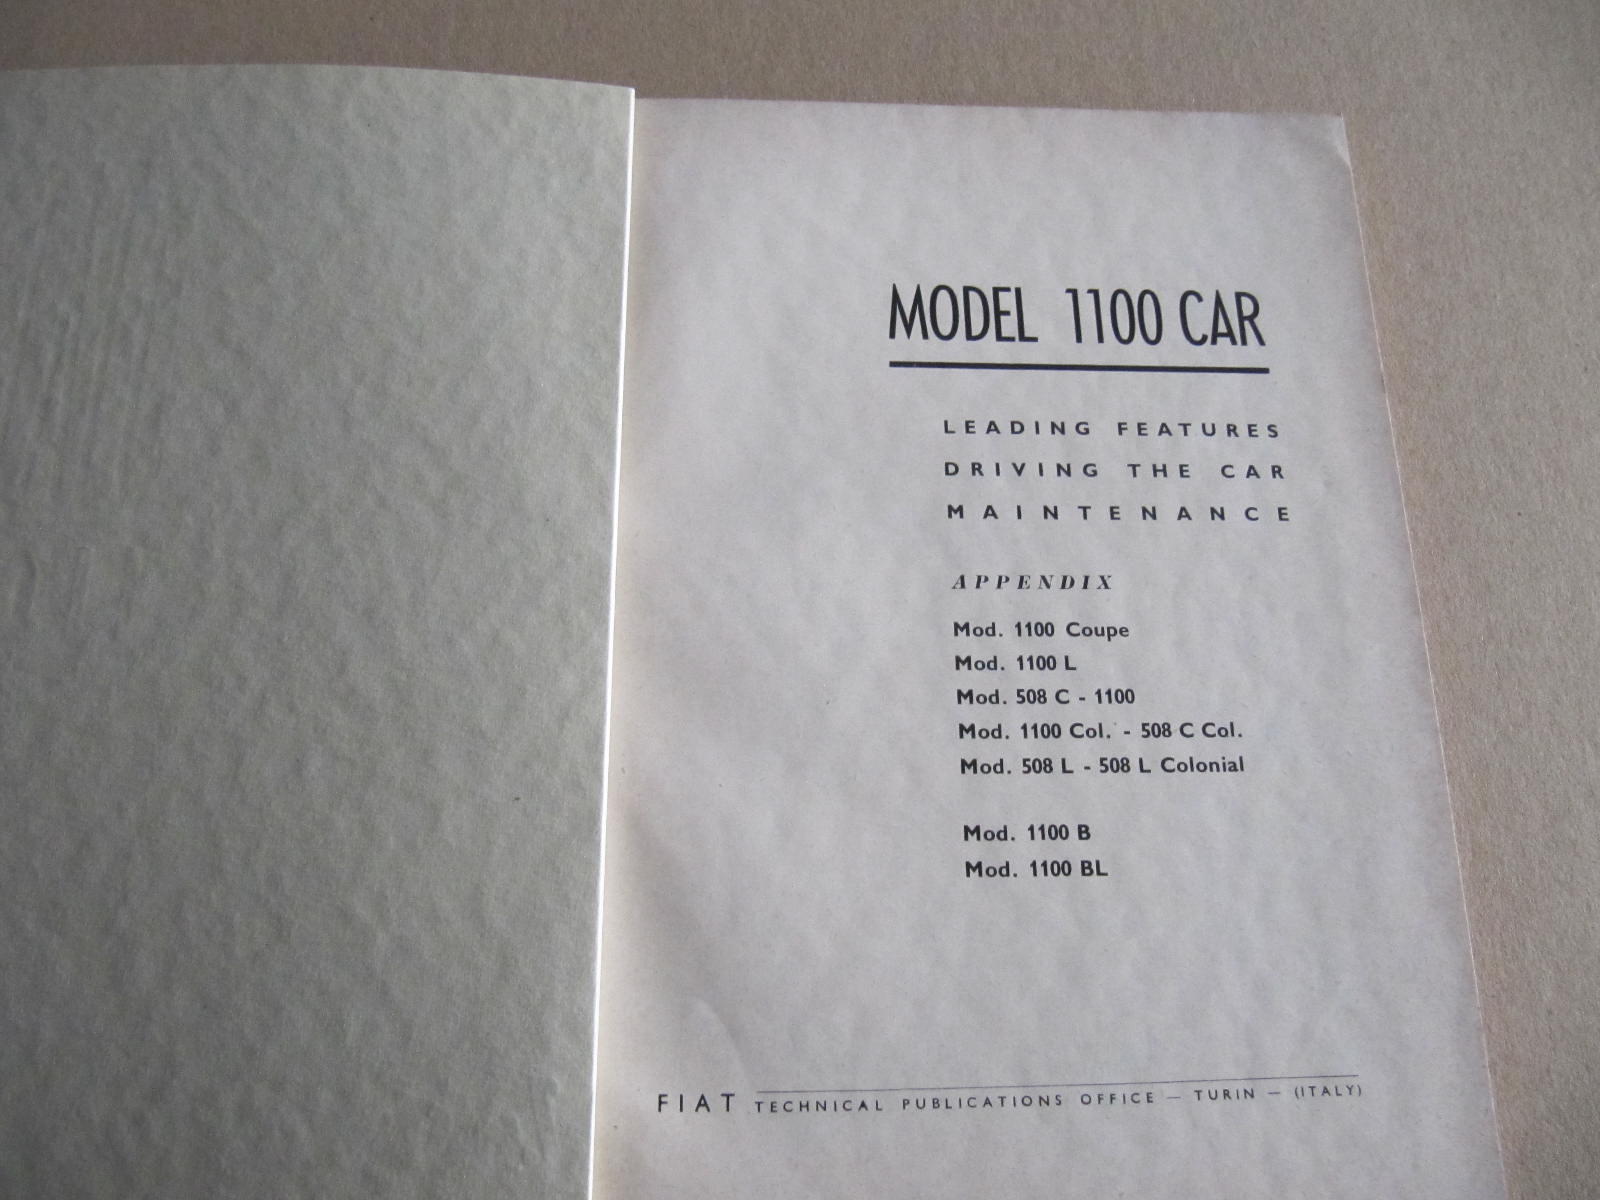 MODEL 1100 CAR
LEADING FEATURES
DRIVING THE CAR
MAINTENANCE
APPENDIX
Mod. 1100 Coupe
Mod. 1100 L
Mod. 508 C - 1100
Mod. 1100 Col. - 508 C Col.
Mod. 508 L - 508 L Colonial
Mod. 1100 B
Mod. 1100 BL
FIAT TECHNICAL PUBLICATIONS OFFICE — TURIN — (ITALY)